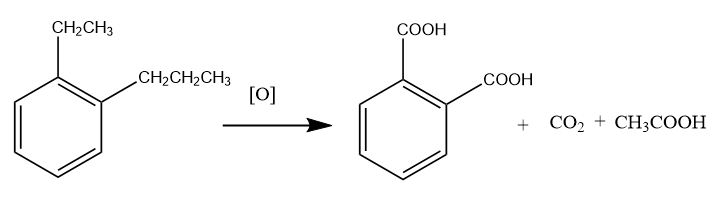 CH₂CH₃
CH₂CH₂CH₃
[O]
COOH
COOH
+ CO₂ + CH₃COOH